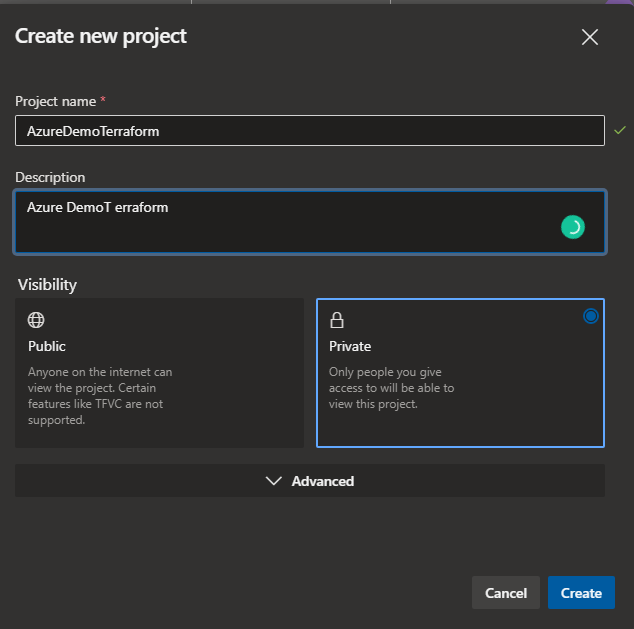 Create new project
Project name *
AzureDemoTerraform
Description
Azure DemoT erraform
Visibility
Public
Anyone on the internet can
view the project. Certain
features like TFVC are not
supported.
Private
Only people you give
access to will be able to
view this project.
Advanced
Cancel
Create